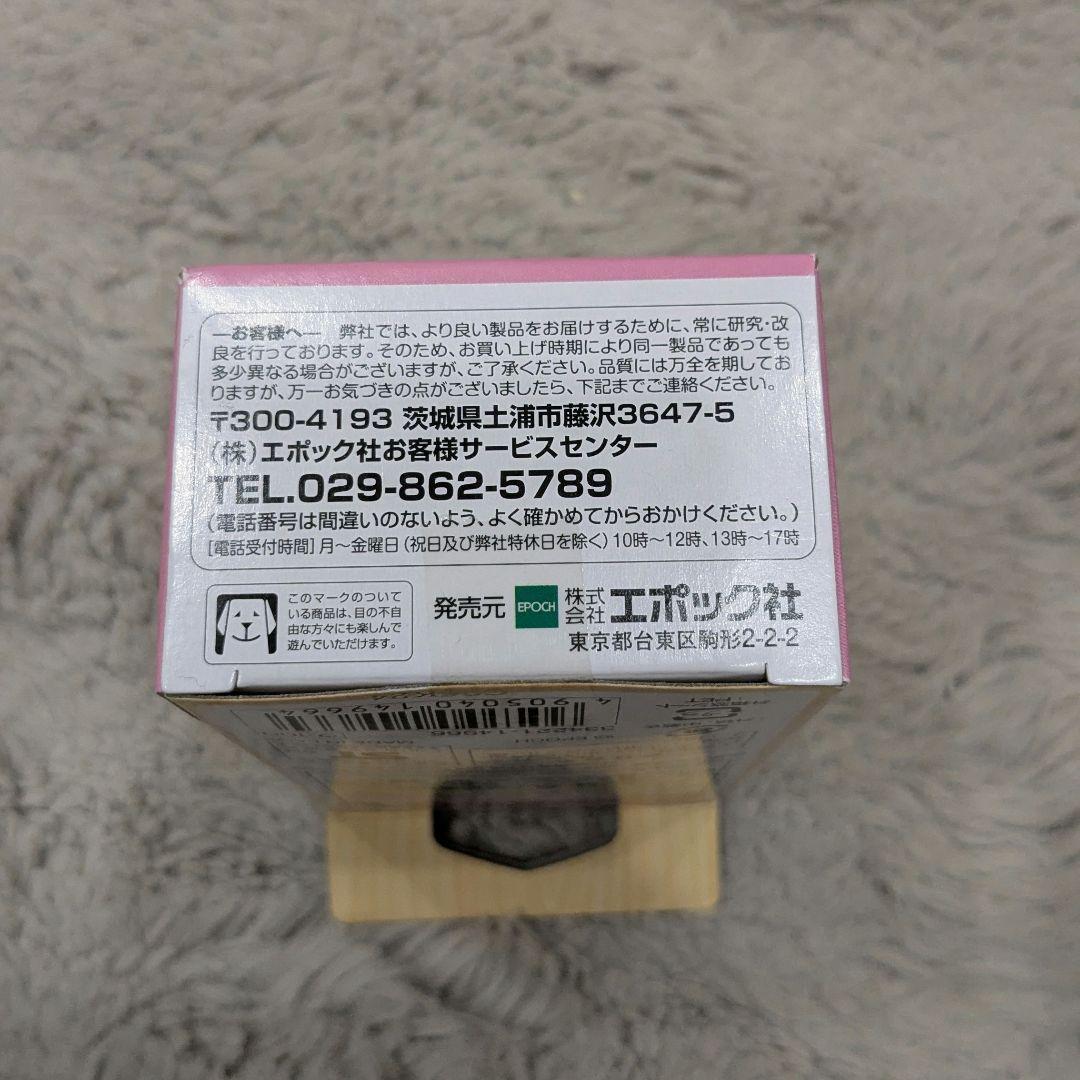 ―お客様へ― 弊社では、より良い製品をお届けするために、常に研究・改
良を行っております。そのため、お買い上げ時期により同一製品であっても
多少異なる場合がございますが、ご了承ください。品質には万全を期してお
りますが、万一お気づきの点がございましたら、下記までご連絡ください。
〒300-4193 茨城県土浦市藤沢3647-5
(株)エポック社お客様サービスセンター
TEL.029-862-5789
(電話番号は間違いのないよう、よく確かめてからおかけください。)
[電話受付時間]月～金曜日(祝日及び弊社特休日を除く)10時～12時、13時～17時
このマークのついて
いる商品は、目の不自
由な方々にも楽しんで
遊んでいただけます。
発売元 EPOCH 株式会社 エポック社
東京都台東区駒形2-2-2
4 905040 149664
334221-14966
EPOCH